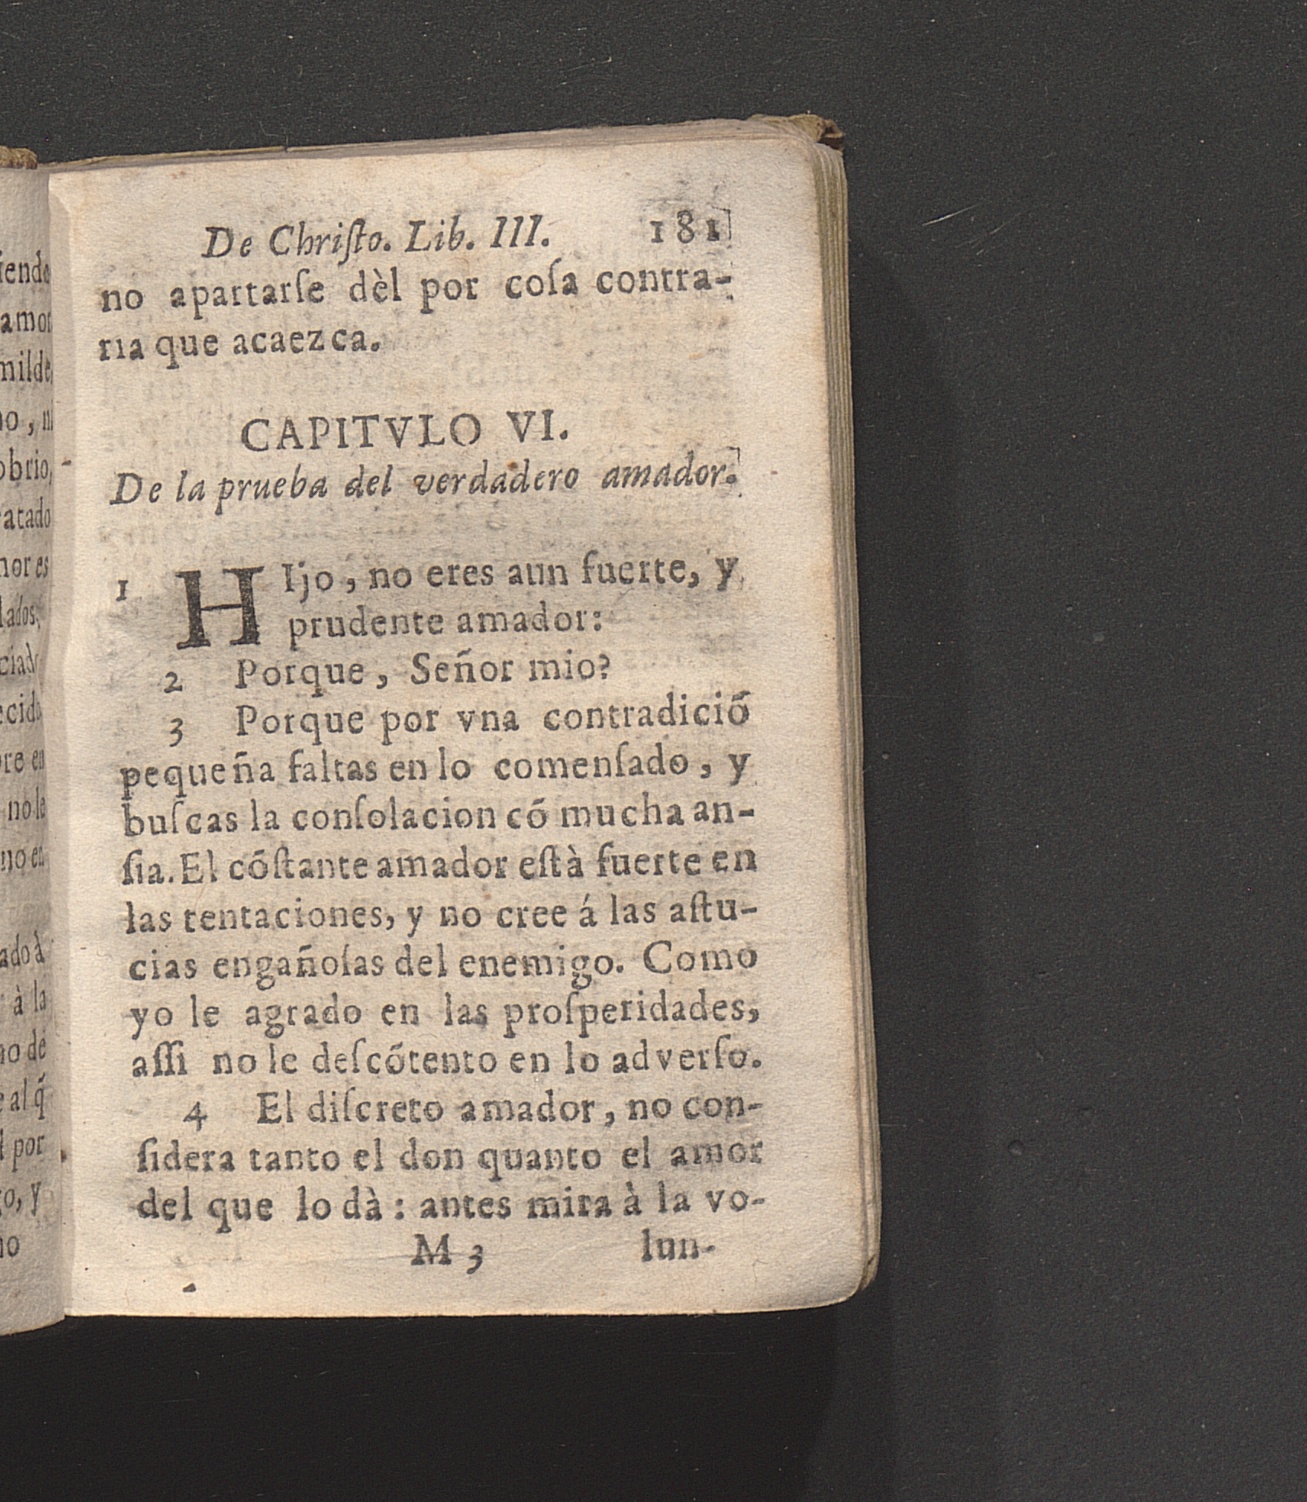 De Chriſto. Lib. III. 181
no apartarſe dèl por coſa contra-
ria que acaezca.
CAPITVLO VI.
De la prueba del verdadero amador.
1 HIjo, no eres aun fuerte, y
prudente amador:
2 Porque, Señor mio?
3 Porque por vna contradició
pequeña faltas en lo comenſado, y
buſcas la conſolacion có mucha an-
ſia. El cóſtante amador eſtà fuerte en
las tentaciones, y no cree á las aſtu-
cias engañoſas del enemigo. Como
yo le agrado en las proſperidades,
aſſi no le deſcótento en lo adverſo.
4 El diſcreto amador, no con-
ſidera tanto el don quanto el amor
del que lo dà: antes mira à la vo-
M 3 lun-